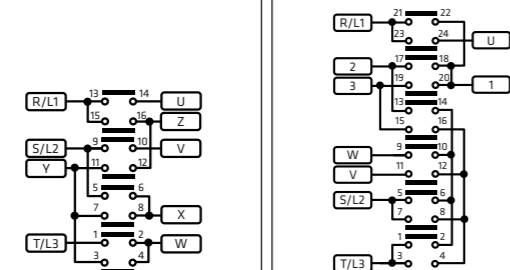 R/L1 13 14 U
15 16 Z
S/L2 9 10 V
Y 11 12
5 6
7 8 X
T/L3 1 2 W
3 4
21 22
R/L1 23 24 U
2 17 18
3 19 20 1
13 14
15 16
W 9 10
V 11 12
S/L2 5 6
7 8
1 2
T/L3 3 4